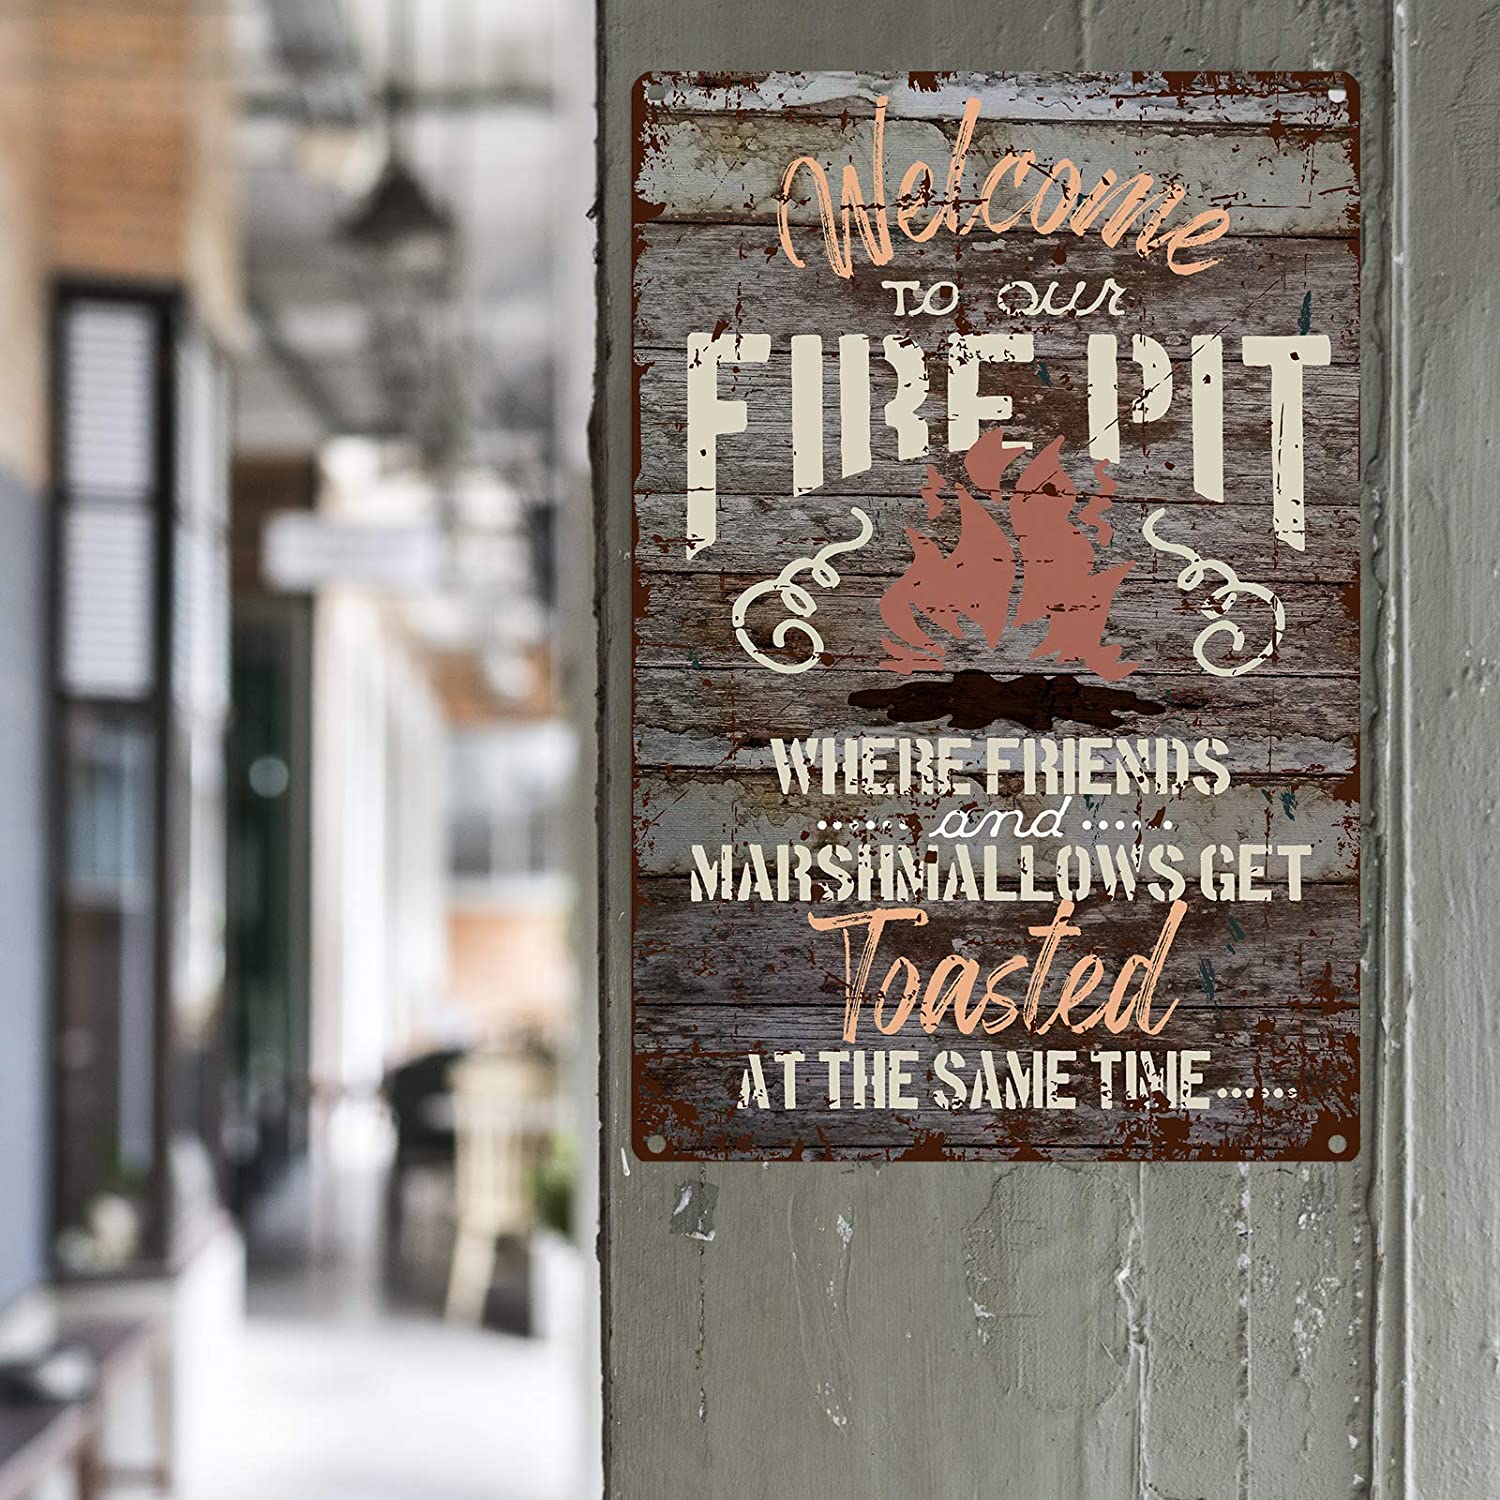 Welcome
TO OUR
FIRE PIT
WHERE FRIENDS
...... and ......
MARSHMALLOWS GET
Toasted
AT THE SAME TIME......